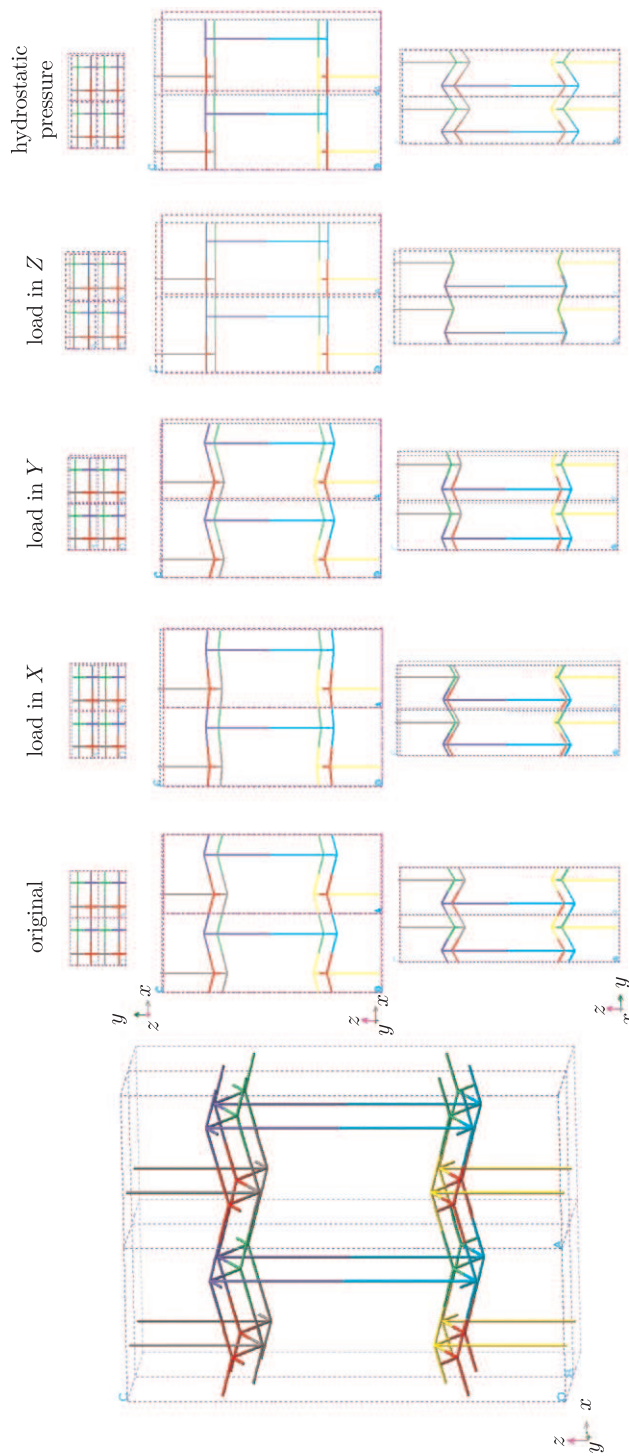 original
load in X
load in Y
load in Z
hydrostatic
pressure
y
z
x
z
y
x
z
x
y
z
y
x
C
A
C
A
C
A
C